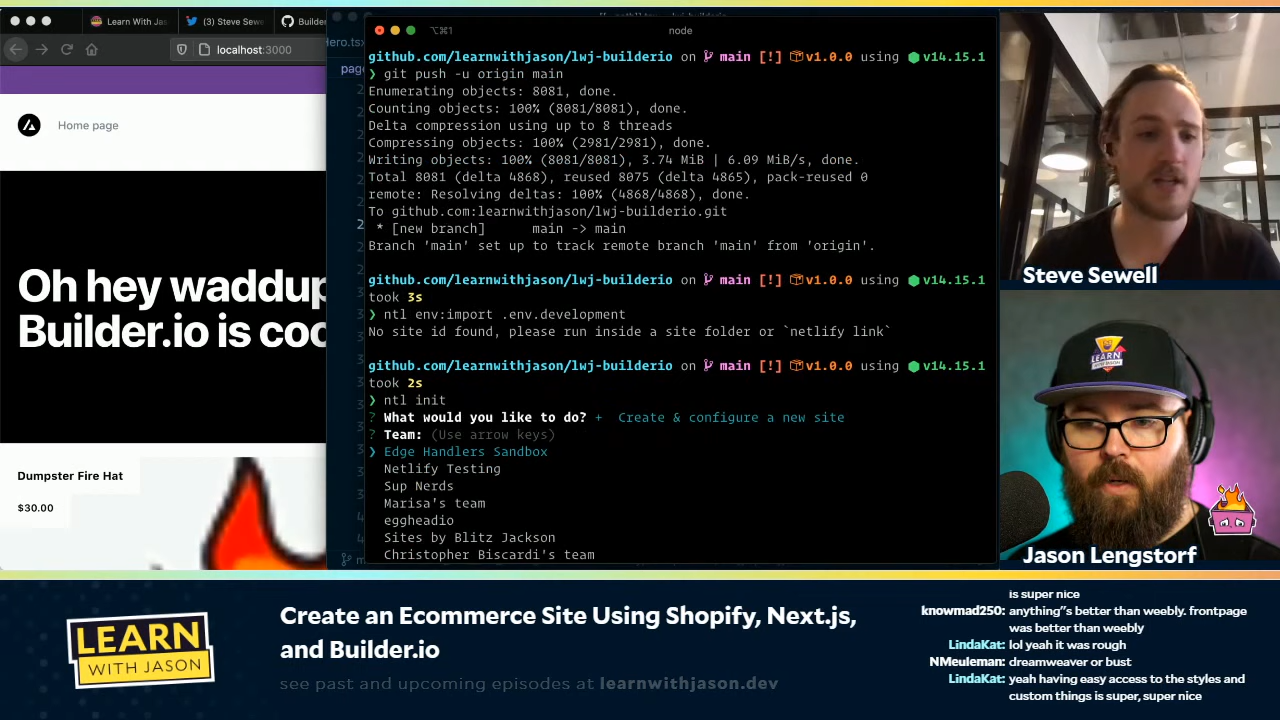 Learn With Jas
(3) Steve Sewe
Builder
localhost:3000
Home page
Oh hey waddup
Builder.io is coo
Dumpster Fire Hat
$30.00
Hero.tsx
page
⌥⌘1
node
github.com/learnwithjason/lwj-builderio on main [!] v1.0.0 using v14.15.1
❯ git push -u origin main
Enumerating objects: 8081, done.
Counting objects: 100% (8081/8081), done.
Delta compression using up to 8 threads
Compressing objects: 100% (2981/2981), done.
Writing objects: 100% (8081/8081), 3.74 MiB | 6.09 MiB/s, done.
Total 8081 (delta 4868), reused 8075 (delta 4865), pack-reused 0
remote: Resolving deltas: 100% (4868/4868), done.
To github.com:learnwithjason/lwj-builderio.git
* [new branch] main -> main
Branch 'main' set up to track remote branch 'main' from 'origin'.
github.com/learnwithjason/lwj-builderio on main [!] v1.0.0 using v14.15.1
took 3s
❯ ntl env:import .env.development
No site id found, please run inside a site folder or `netlify link`
github.com/learnwithjason/lwj-builderio on main [!] v1.0.0 using v14.15.1
took 2s
❯ ntl init
? What would you like to do? + Create & configure a new site
? Team: (Use arrow keys)
❯ Edge Handlers Sandbox
Netlify Testing
Sup Nerds
Marisa's team
eggheadio
Sites by Blitz Jackson
Christopher Biscardi's team
Steve Sewell
LEARN
Jason Lengstorf
LEARN
WITH JASON
Create an Ecommerce Site Using Shopify, Next.js,
and Builder.io
see past and upcoming episodes at learnwithjason.dev
is super nice
knowmad250: anything"s better than weebly. frontpage
was better than weebly
LindaKat: lol yeah it was rough
NMeuleman: dreamweaver or bust
LindaKat: yeah having easy access to the styles and
custom things is super, super nice